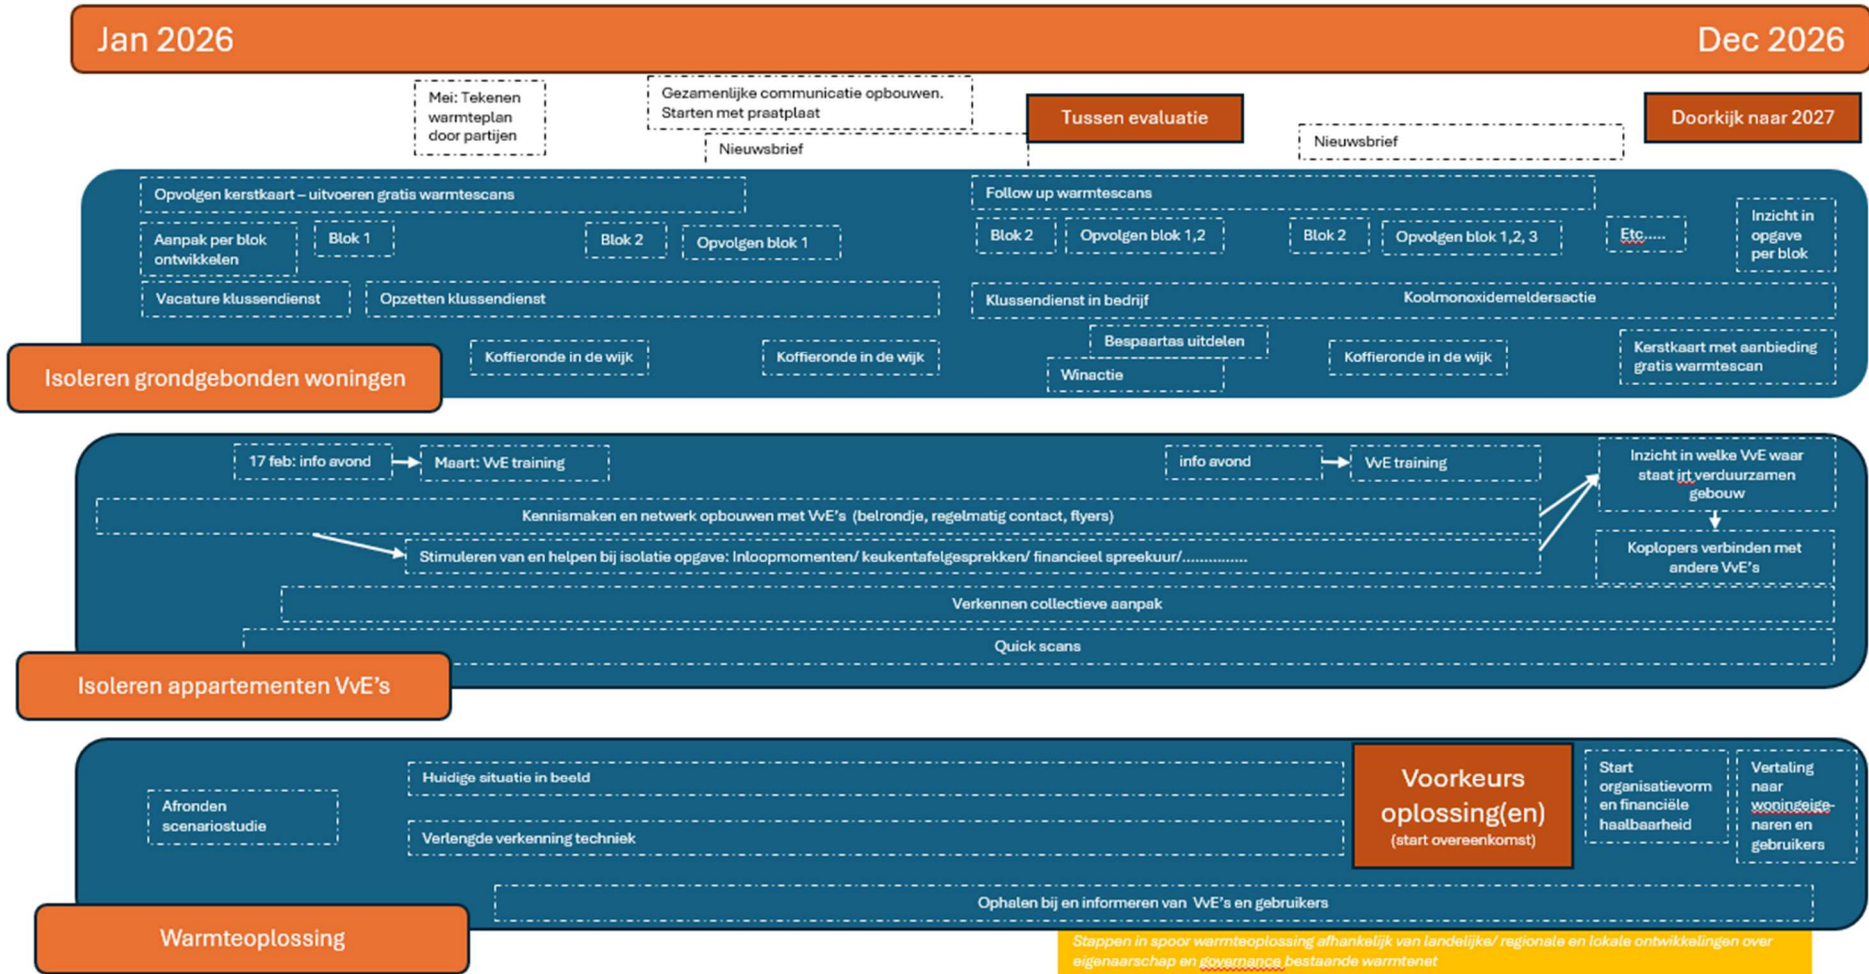 Jan 2026
Dec 2026
Mei: Tekenen
warmteplan
door partijen
Gezamenlijke communicatie opbouwen.
Starten met praatplaat
Nieuwsbrief
Tussen evaluatie
Nieuwsbrief
Doorkijk naar 2027
Opvolgen kerstkaart – uitvoeren gratis warmtescans
Follow up warmtescans
Aanpak per blok
ontwikkelen
Blok 1
Blok 2
Opvolgen blok 1
Blok 2
Opvolgen blok 1,2
Blok 2
Opvolgen blok 1,2, 3
Etc.....
Inzicht in
opgave
per blok
Vacature klussendienst
Opzetten klussendienst
Klussendienst in bedrijf
Koolmonoxidemeldersactie
Koffieronde in de wijk
Koffieronde in de wijk
Bespaartas uitdelen
Winactie
Koffieronde in de wijk
Kerstkaart met aanbieding
gratis warmtescan
Isoleren grondgebonden woningen
17 feb: info avond
Maart: VvE training
info avond
VvE training
Inzicht in welke VvE waar
staat irt verduurzamen
gebouw
Kennismaken en netwerk opbouwen met VvE's (belrondje, regelmatig contact, flyers)
Stimuleren van en helpen bij isolatie opgave: Inloopmomenten/ keukentafelgesprekken/ financieel spreekuur/...............
Koplopers verbinden met
andere VvE's
Verkennen collectieve aanpak
Quick scans
Isoleren appartementen VvE's
Afronden
scenariostudie
Huidige situatie in beeld
Verlengde verkenning techniek
Voorkeurs
oplossing(en)
(start overeenkomst)
Start
organisatievorm
en financiële
haalbaarheid
Vertaling
naar
woningeige-
naren en
gebruikers
Ophalen bij en informeren van VvE's en gebruikers
Warmteoplossing
Stappen in spoor warmteoplossing afhankelijk van landelijke/ regionale en lokale ontwikkelingen over
eigenaarschap en governance bestaande warmtenet